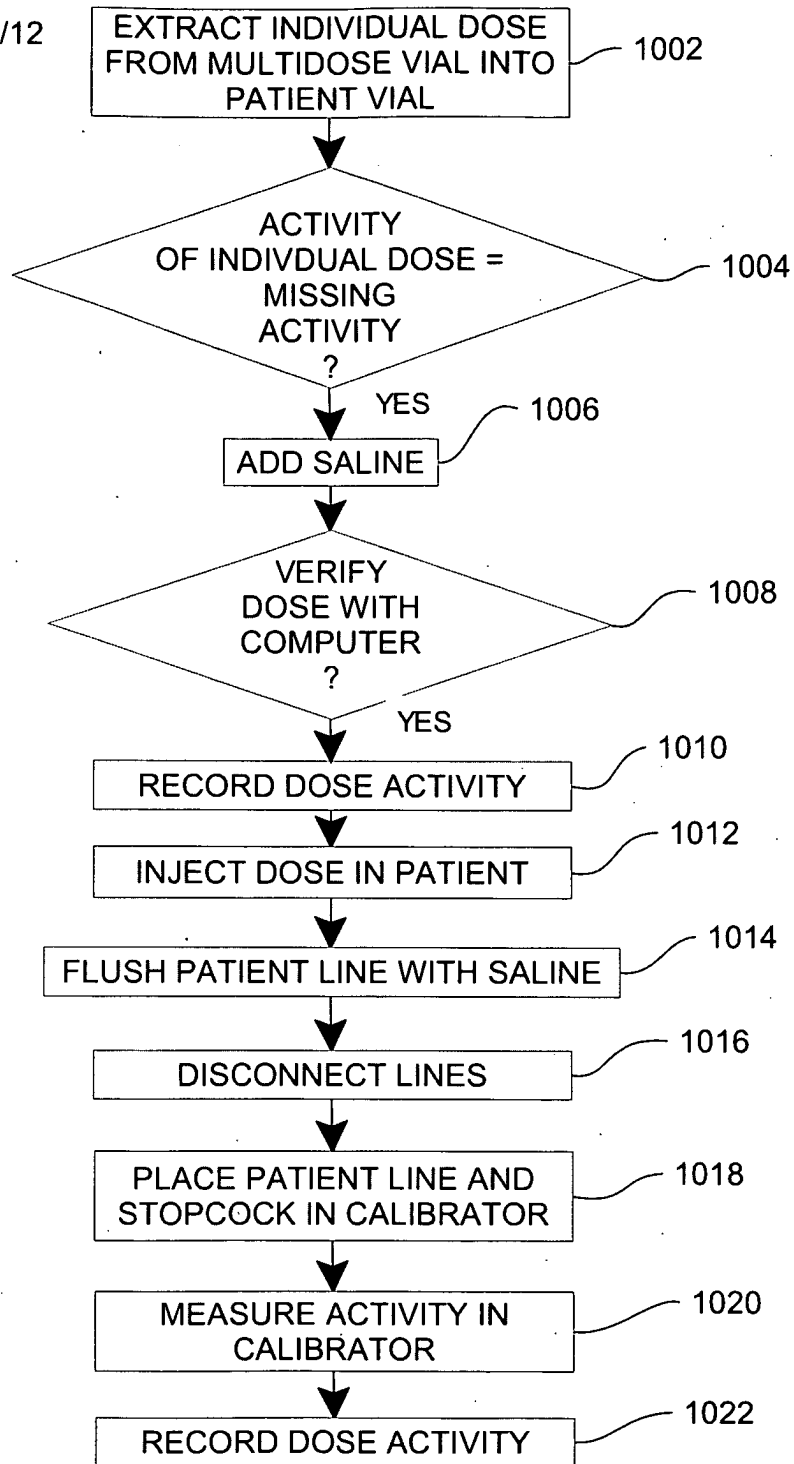 /12
EXTRACT INDIVIDUAL DOSE
FROM MULTIDOSE VIAL INTO
PATIENT VIAL
1002
ACTIVITY
OF INDIVDUAL DOSE =
MISSING
ACTIVITY
?
1004
YES
ADD SALINE
1006
VERIFY
DOSE WITH
COMPUTER
?
1008
YES
RECORD DOSE ACTIVITY
1010
INJECT DOSE IN PATIENT
1012
FLUSH PATIENT LINE WITH SALINE
1014
DISCONNECT LINES
1016
PLACE PATIENT LINE AND
STOPCOCK IN CALIBRATOR
1018
MEASURE ACTIVITY IN
CALIBRATOR
1020
RECORD DOSE ACTIVITY
1022